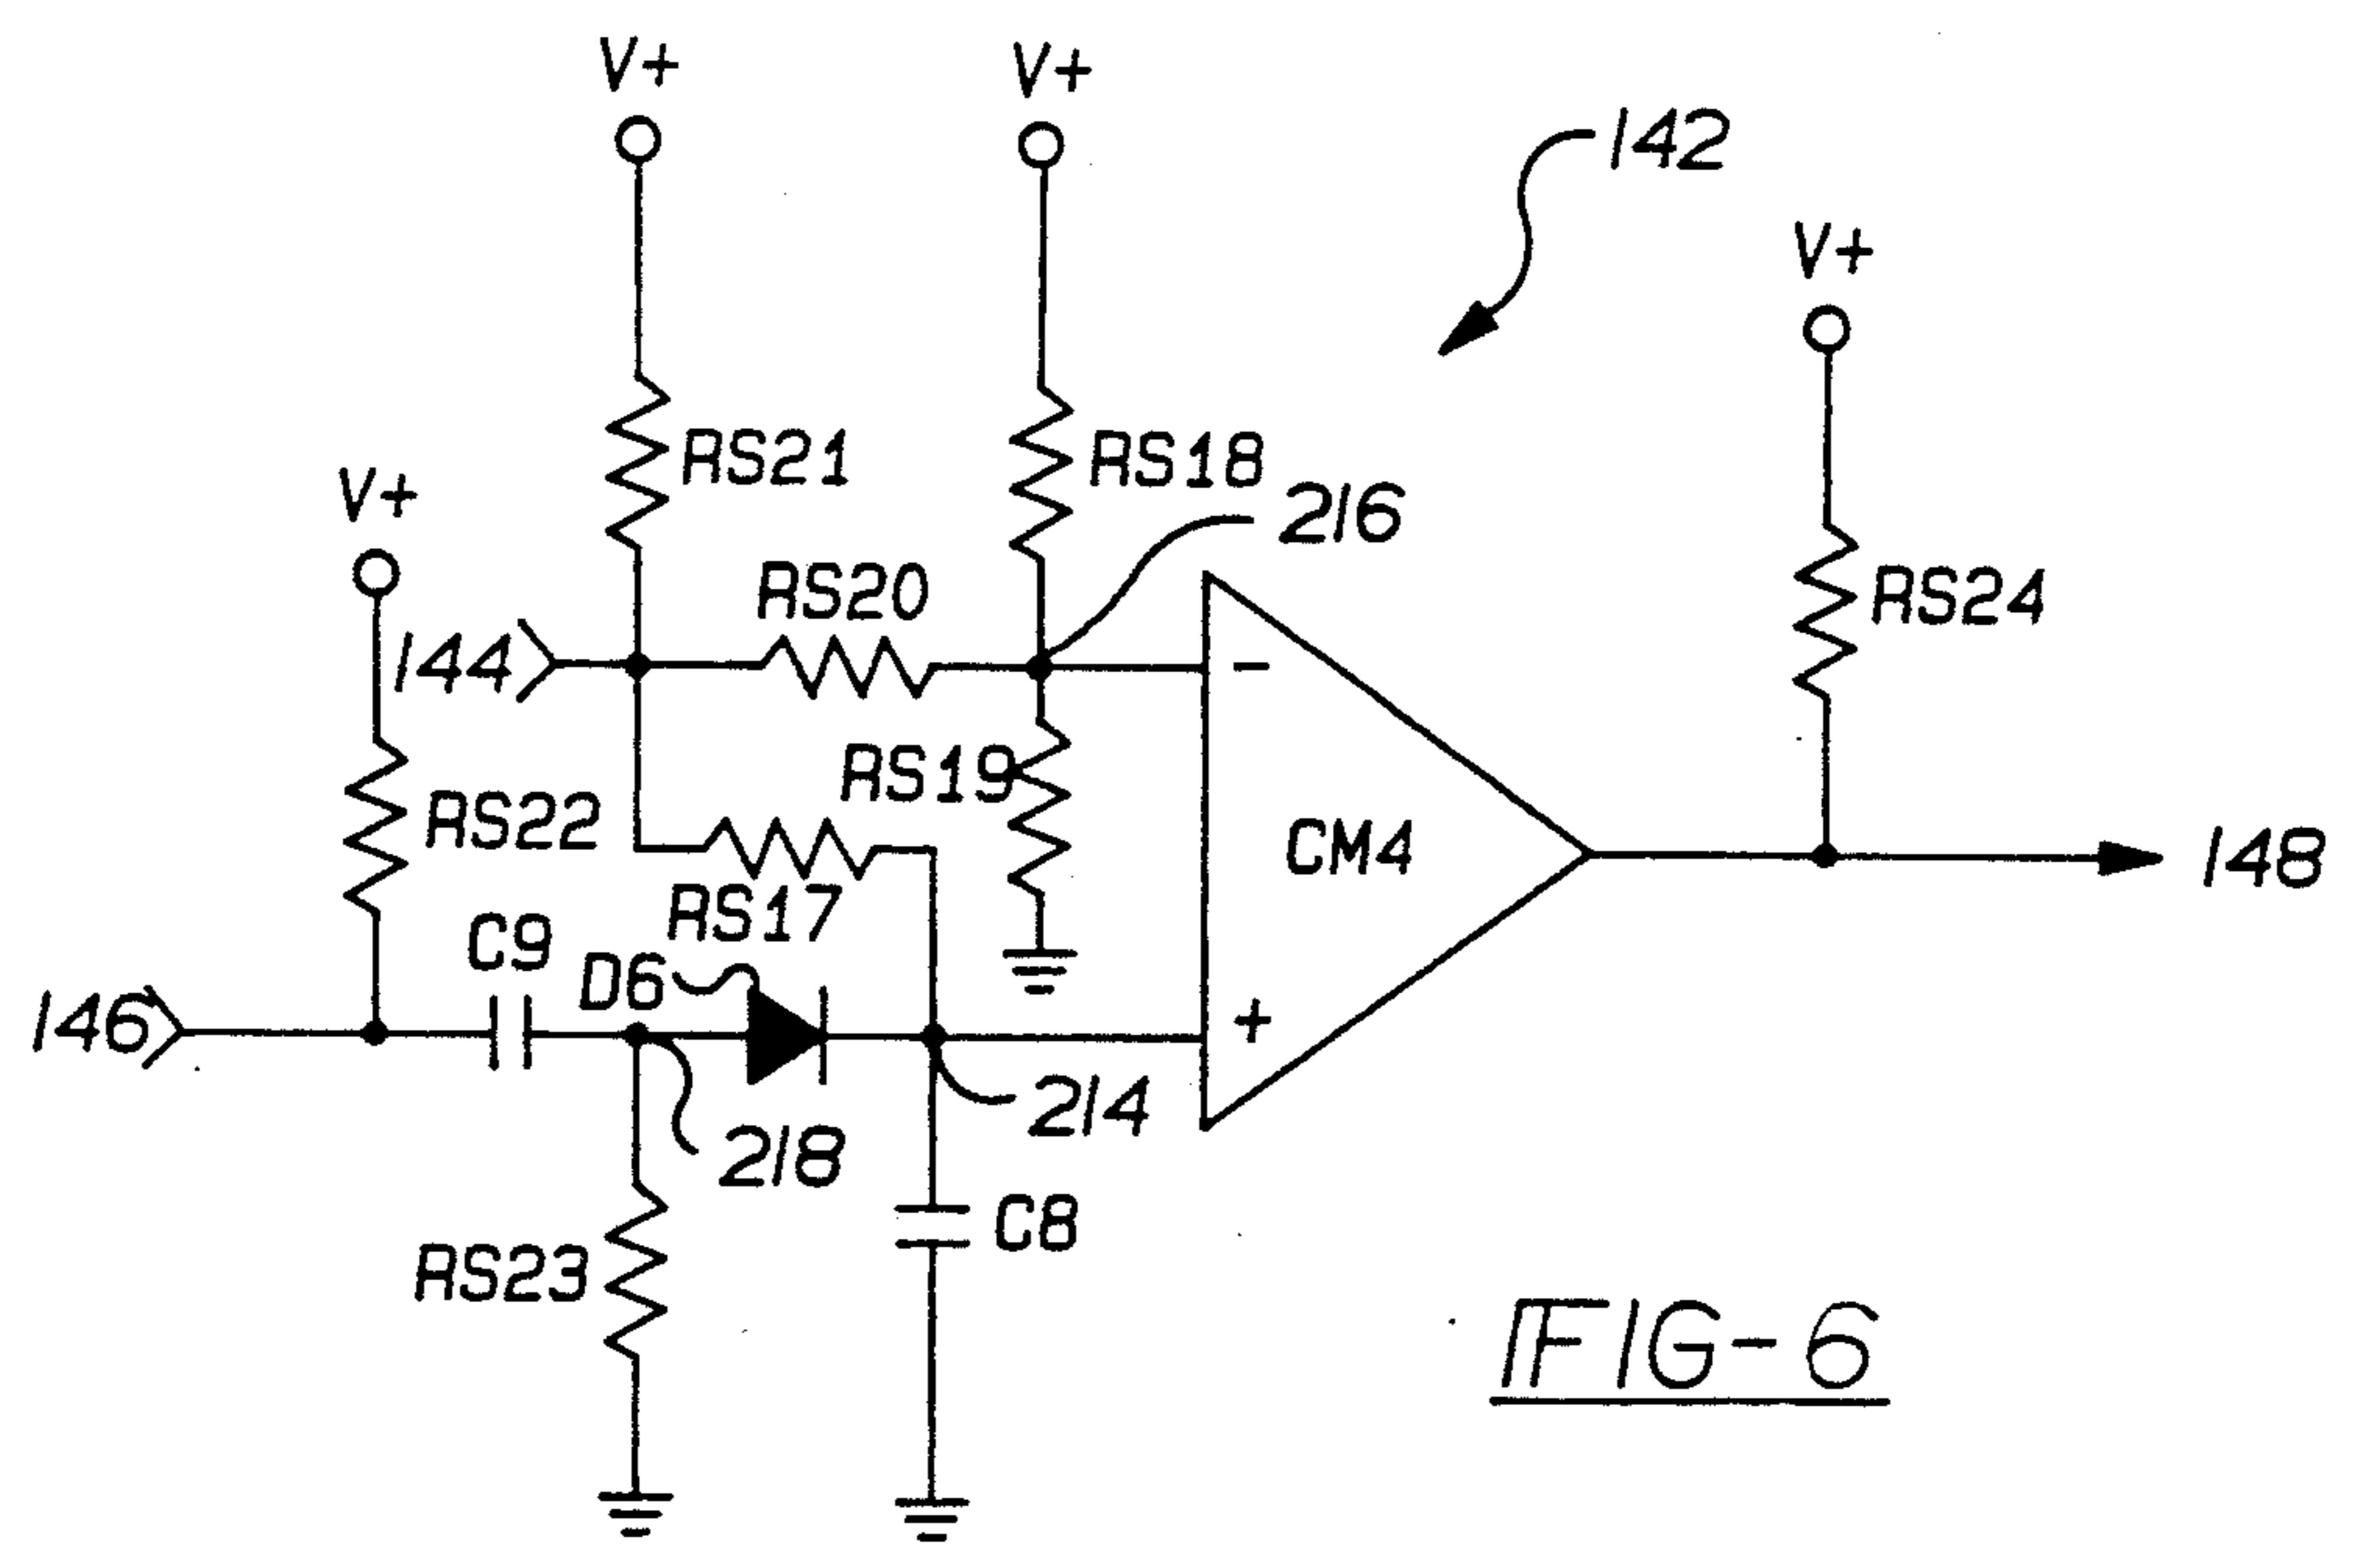 V+
V+
142
V+
RS21
RS18
216
V+
RS20
RS24
144
RS19
RS22
CM4
148
RS17
C9
D6
146
-
+
214
218
C8
RS23
FIG-6